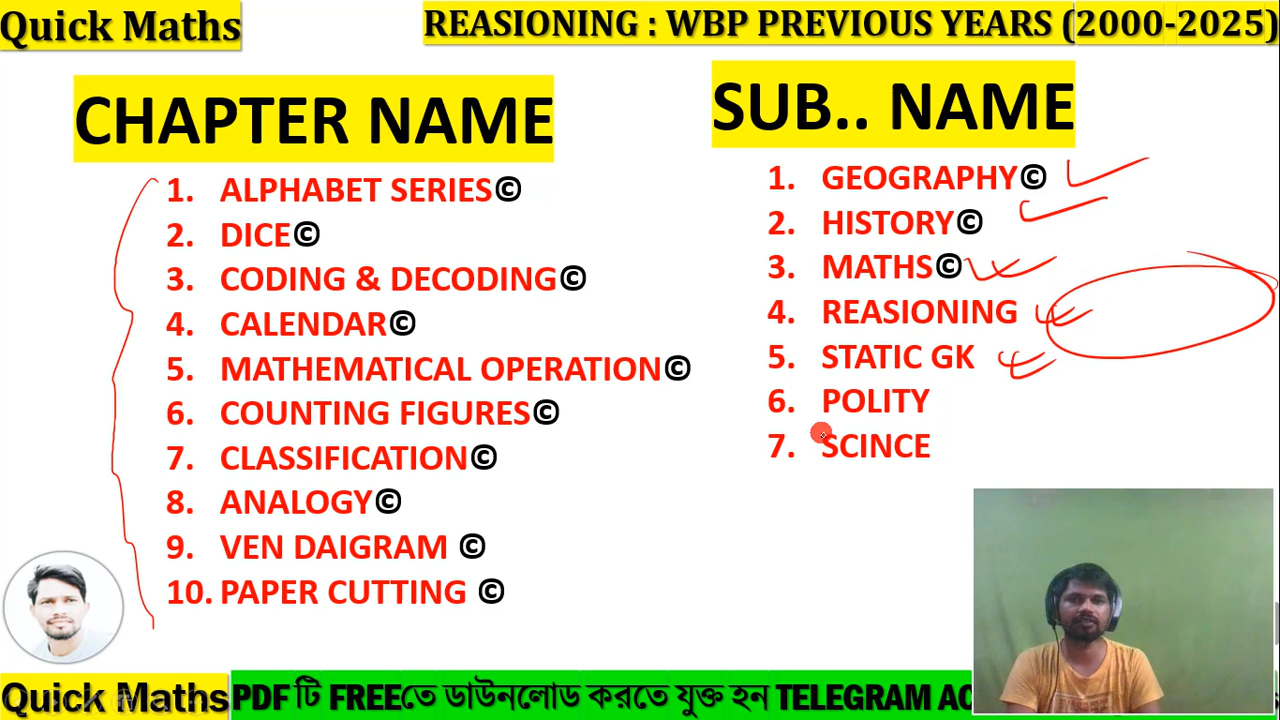 Quick Maths
REASIONING : WBP PREVIOUS YEARS (2000-2025)
CHAPTER NAME
1. ALPHABET SERIES©
2. DICE©
3. CODING & DECODING©
4. CALENDAR©
5. MATHEMATICAL OPERATION©
6. COUNTING FIGURES©
7. CLASSIFICATION©
8. ANALOGY©
9. VEN DAIGRAM ©
10. PAPER CUTTING ©
SUB.. NAME
1. GEOGRAPHY©
2. HISTORY©
3. MATHS©
4. REASIONING
5. STATIC GK
6. POLITY
7. SCINCE
Quick Maths
PDF টি FREEতে ডাউনলোড করতে যুক্ত হন TELEGRAM AC